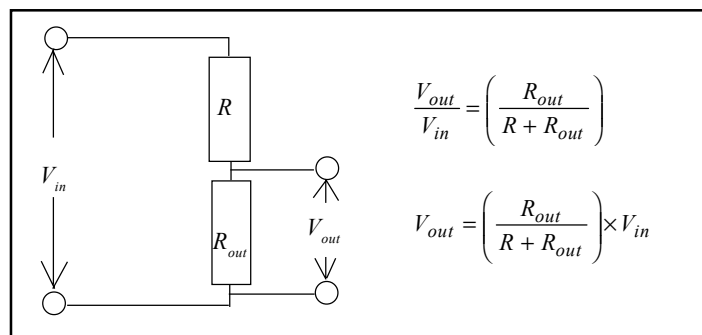 V_in
R
R_out
V_out
V_out / V_in = ( R_out / (R + R_out) )
V_out = ( R_out / (R + R_out) ) × V_in